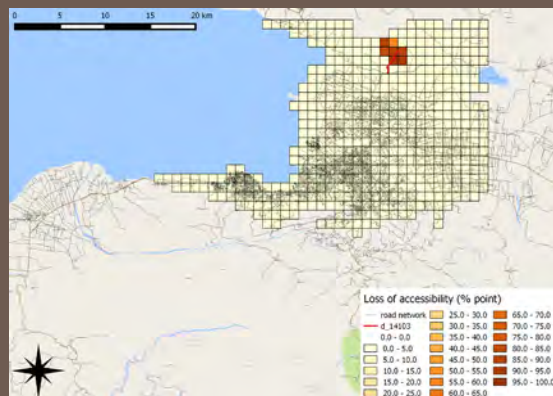 0 5 10 15 20 km
Loss of accessibility (% point)
road network
d_14103
0.0 - 0.0
0.0 - 5.0
5.0 - 10.0
10.0 - 15.0
15.0 - 20.0
20.0 - 25.0
25.0 - 30.0
30.0 - 35.0
35.0 - 40.0
40.0 - 45.0
45.0 - 50.0
50.0 - 55.0
55.0 - 60.0
60.0 - 65.0
65.0 - 70.0
70.0 - 75.0
75.0 - 80.0
80.0 - 85.0
85.0 - 90.0
90.0 - 95.0
95.0 - 100.0